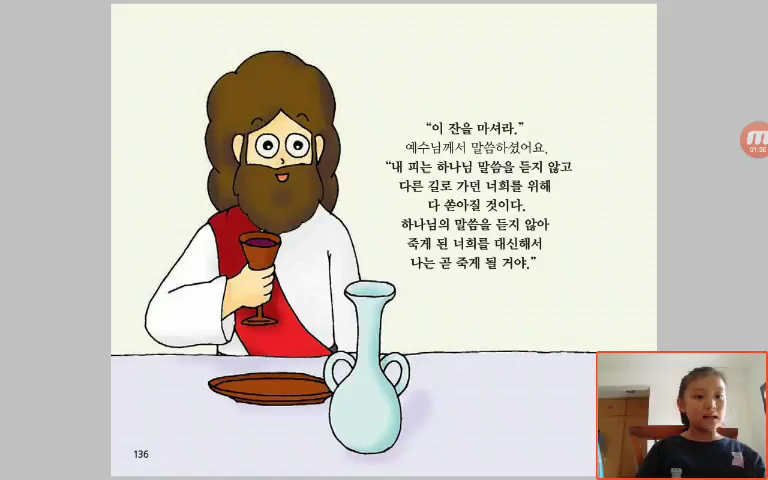 “이 잔을 마셔라.”
예수님께서 말씀하셨어요.
“내 피는 하나님 말씀을 듣지 않고
다른 길로 가던 너희를 위해
다 쏟아질 것이다.
하나님의 말씀을 듣지 않아
죽게 된 너희를 대신해서
나는 곧 죽게 될 거야.”
136
01:50